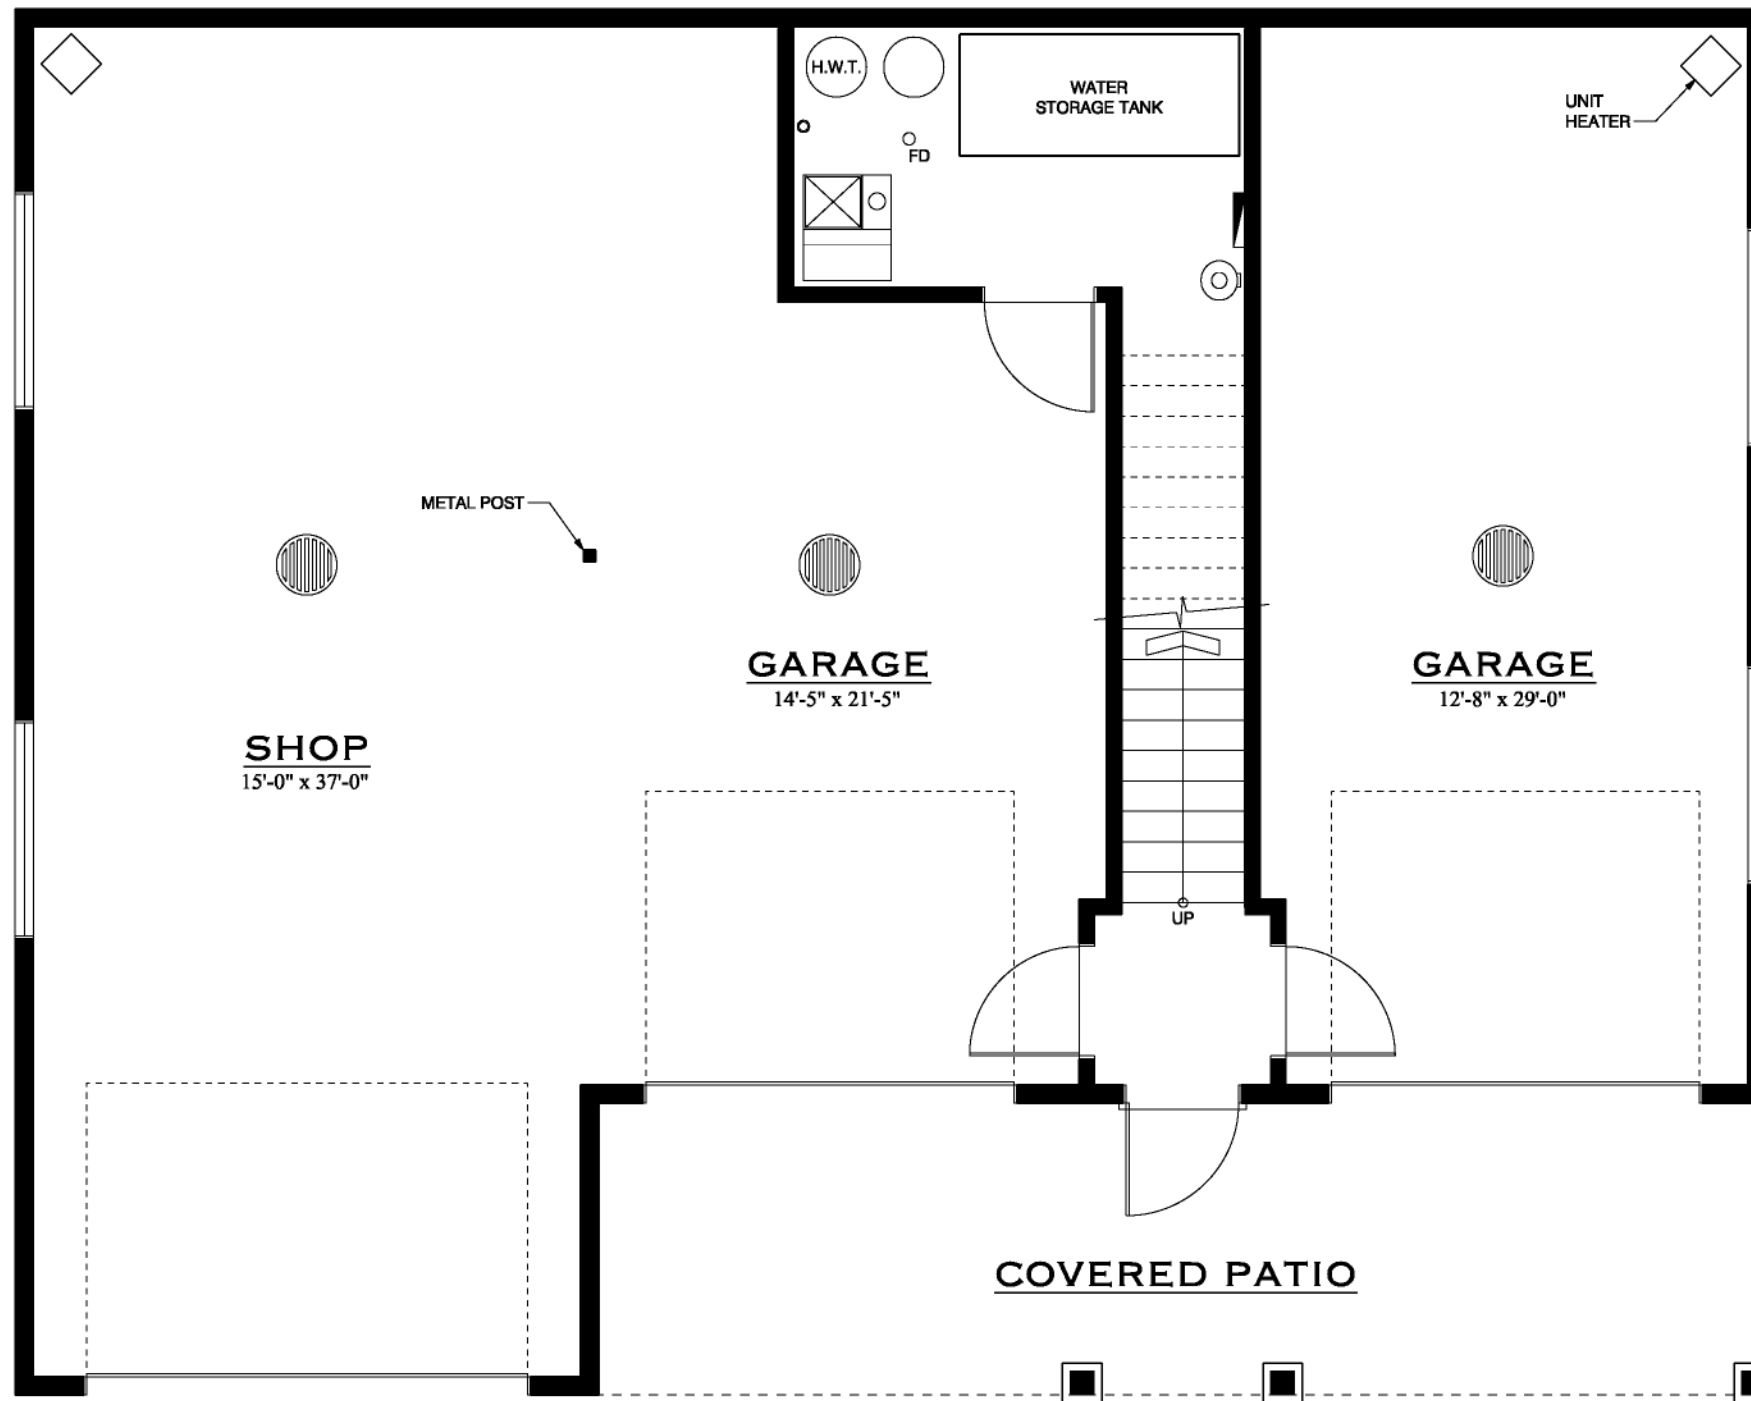 H.W.T.
WATER
STORAGE TANK
UNIT
HEATER
FD
METAL POST
GARAGE
14'-5" x 21'-5"
GARAGE
12'-8" x 29'-0"
SHOP
15'-0" x 37'-0"
UP
COVERED PATIO